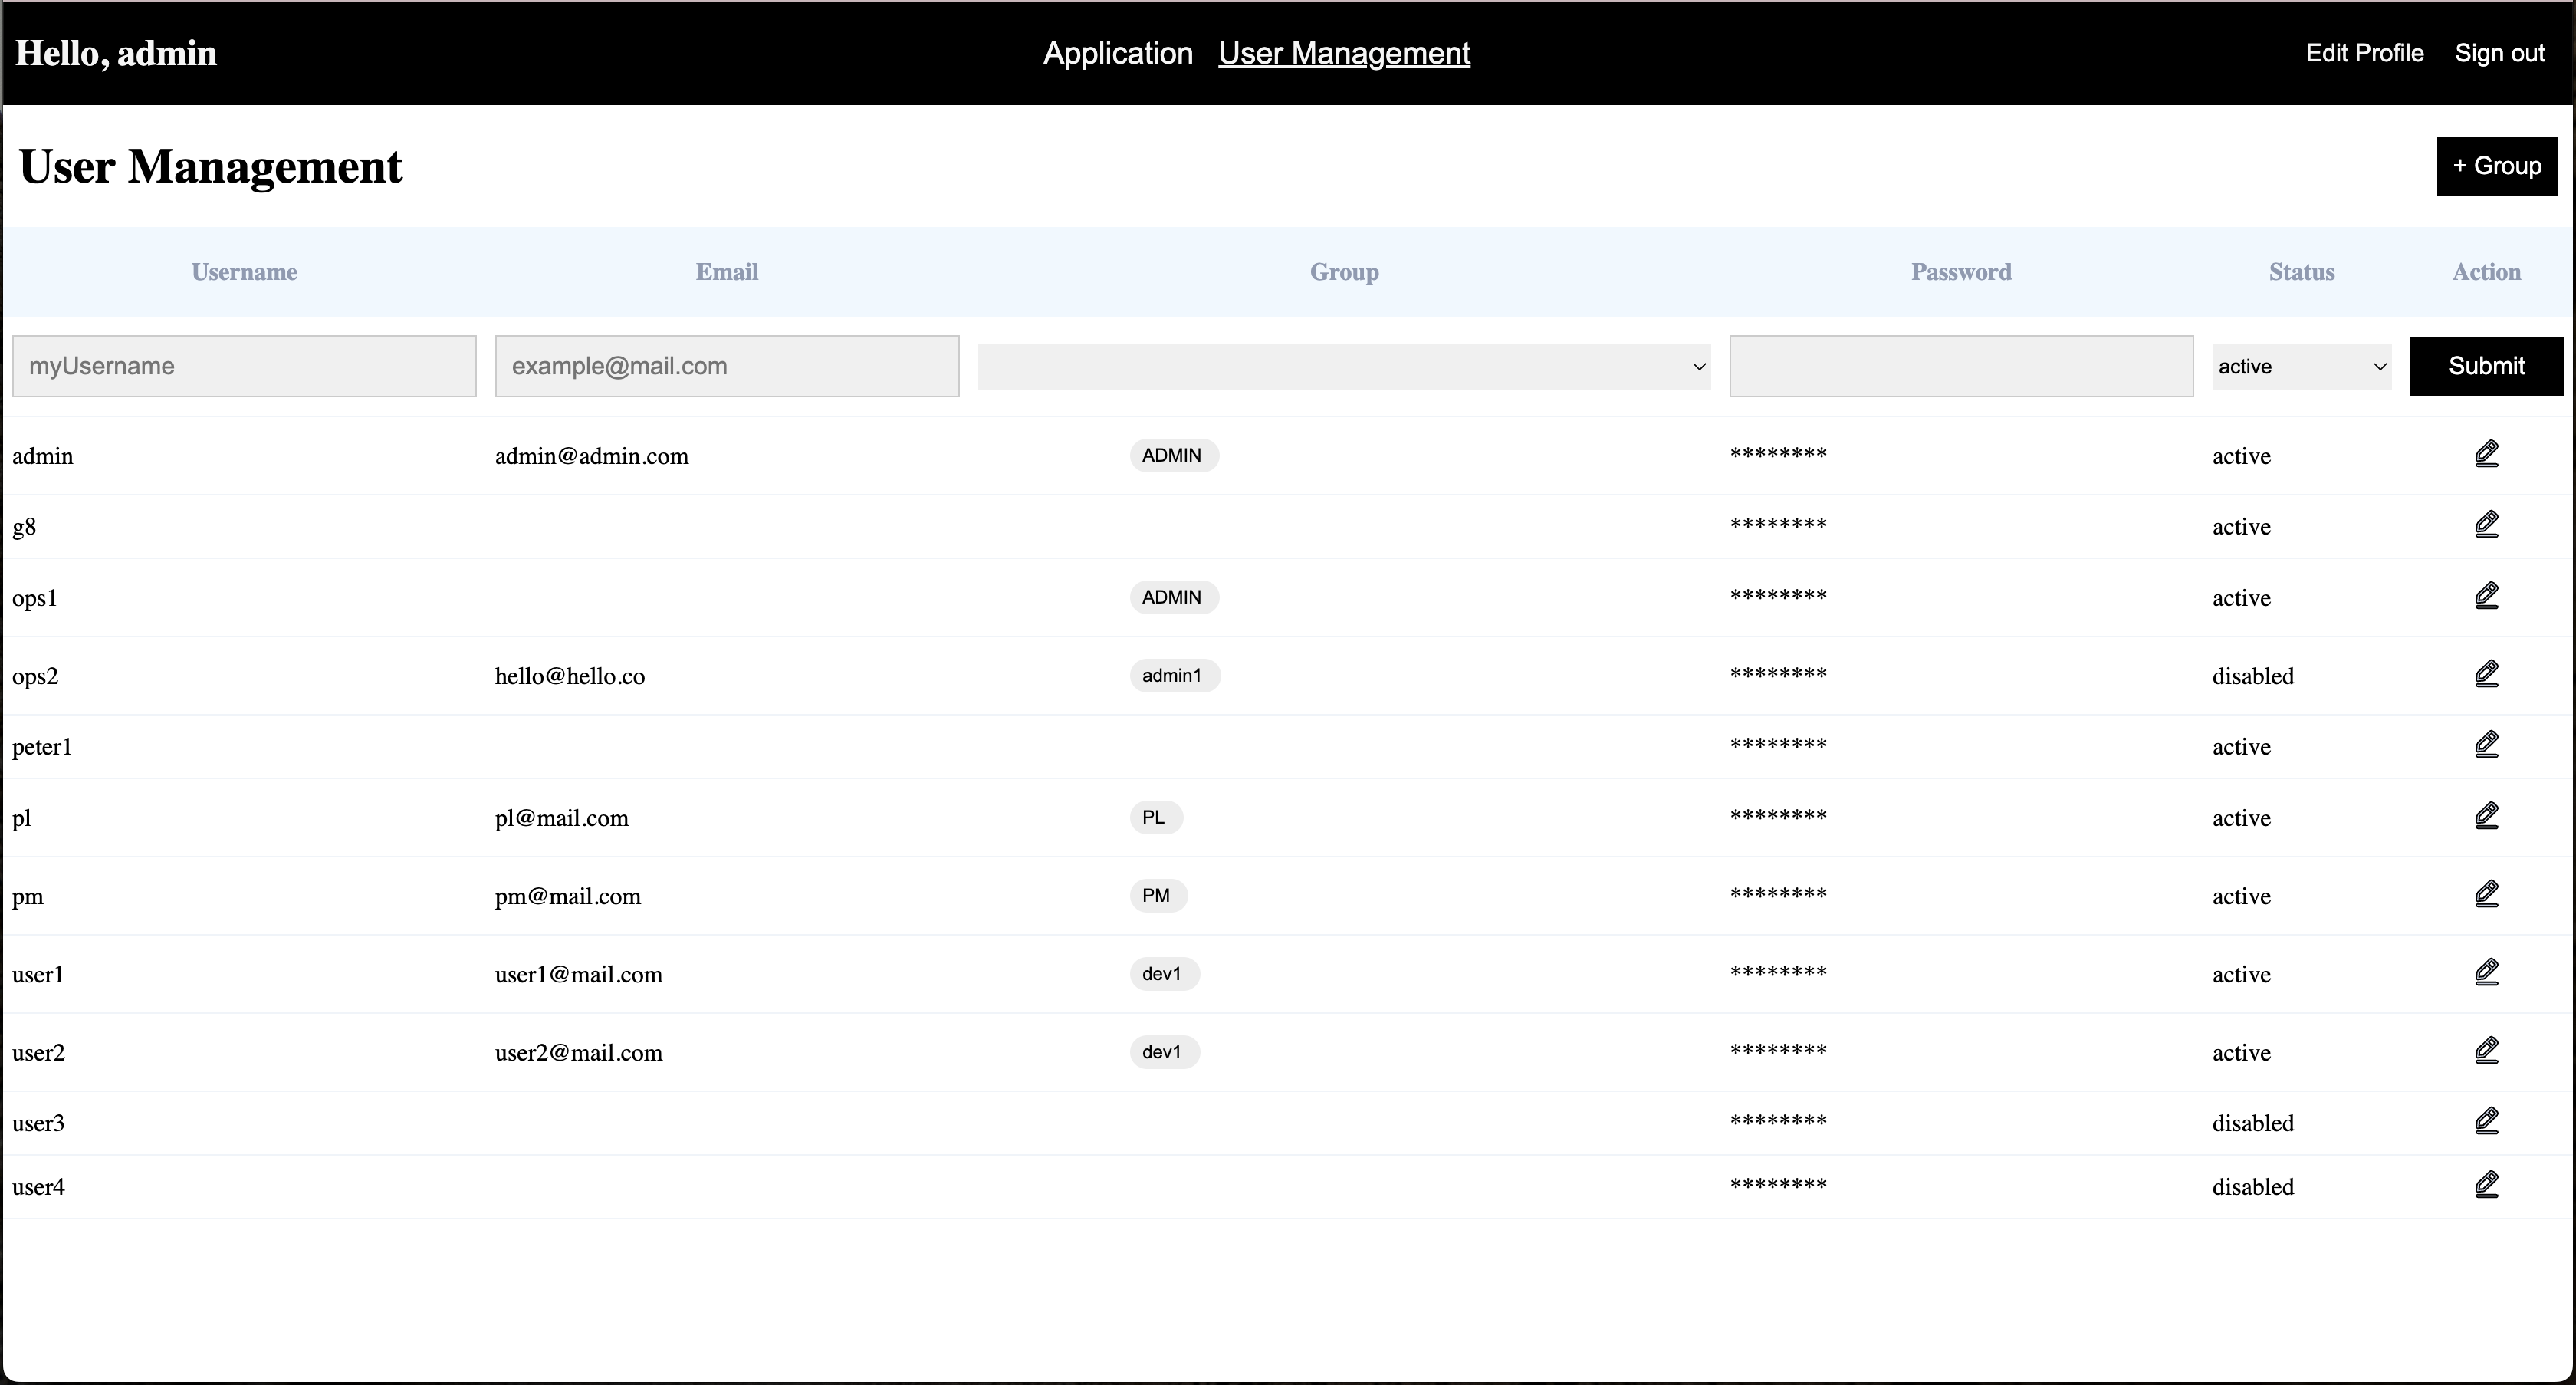 Hello, admin Application User Management Edit Profile Sign out
User Management + Group
Username Email Group Password Status Action
myUsername example@mail.com active Submit
admin admin@admin.com ADMIN ******** active
g8 ******** active
ops1 ADMIN ******** active
ops2 hello@hello.co admin1 ******** disabled
peter1 ******** active
pl pl@mail.com PL ******** active
pm pm@mail.com PM ******** active
user1 user1@mail.com dev1 ******** active
user2 user2@mail.com dev1 ******** active
user3 ******** disabled
user4 ******** disabled